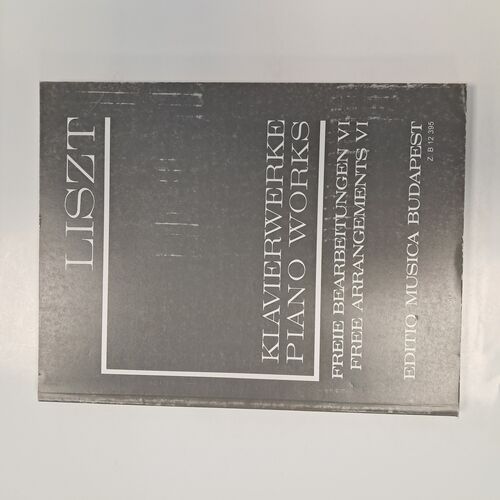 LISZT
KLAVIERWERKE
PIANO WORKS
FREIE BEARBEITUNGEN VI
FREE ARRANGEMENTS VI
EDITIO MUSICA BUDAPEST
Z. B 12 395